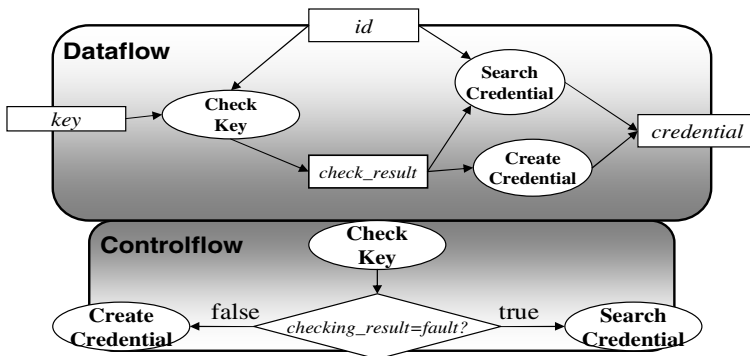 id
Dataflow
Search
Credential
Check
Key
key
credential
Create
Credential
check_result
Controlflow
Check
Key
false
true
Create
Credential
checking_result=fault?
Search
Credential